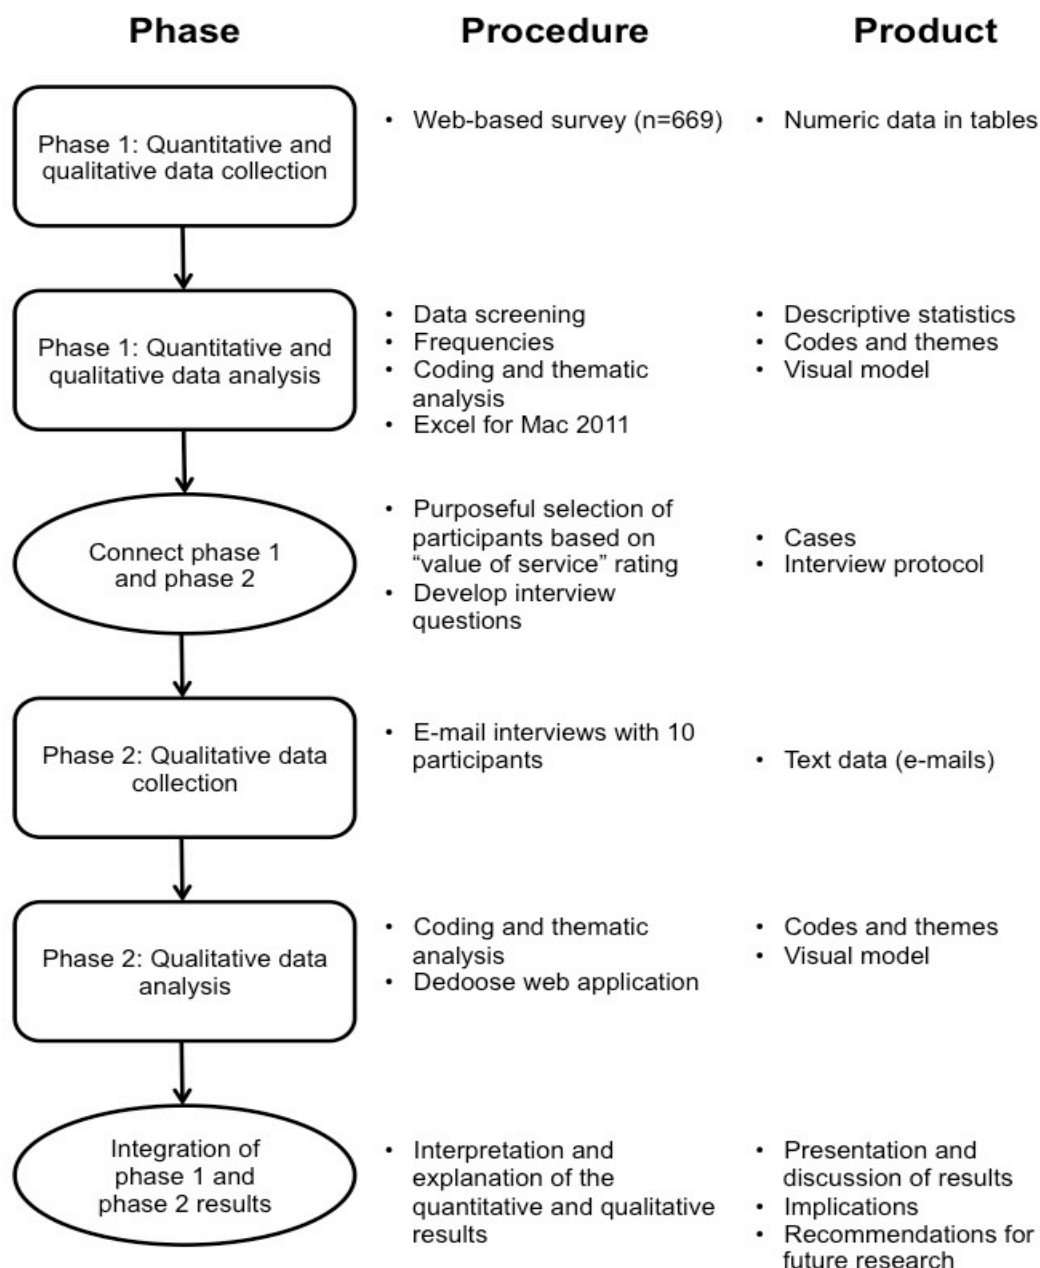 Phase Procedure Product
Phase 1: Quantitative and
qualitative data collection
• Web-based survey (n=669)
• Numeric data in tables
Phase 1: Quantitative and
qualitative data analysis
• Data screening
• Frequencies
• Coding and thematic
analysis
• Excel for Mac 2011
• Descriptive statistics
• Codes and themes
• Visual model
Connect phase 1
and phase 2
• Purposeful selection of
participants based on
“value of service” rating
• Develop interview
questions
• Cases
• Interview protocol
Phase 2: Qualitative data
collection
• E-mail interviews with 10
participants
• Text data (e-mails)
Phase 2: Qualitative data
analysis
• Coding and thematic
analysis
• Dedoose web application
• Codes and themes
• Visual model
Integration of
phase 1 and
phase 2 results
• Interpretation and
explanation of the
quantitative and qualitative
results
• Presentation and
discussion of results
• Implications
• Recommendations for
future research